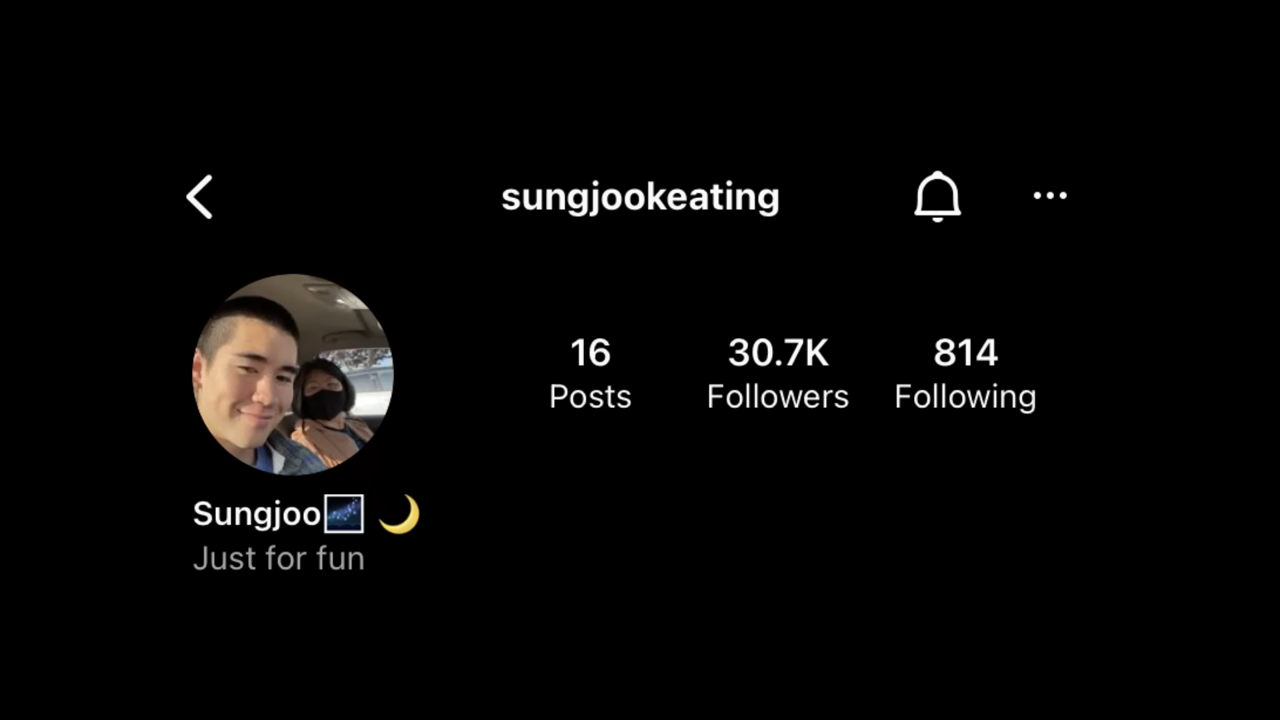 sungjookeating
16 30.7K 814
Posts Followers Following
Sungjoo🌌 🌙
Just for fun